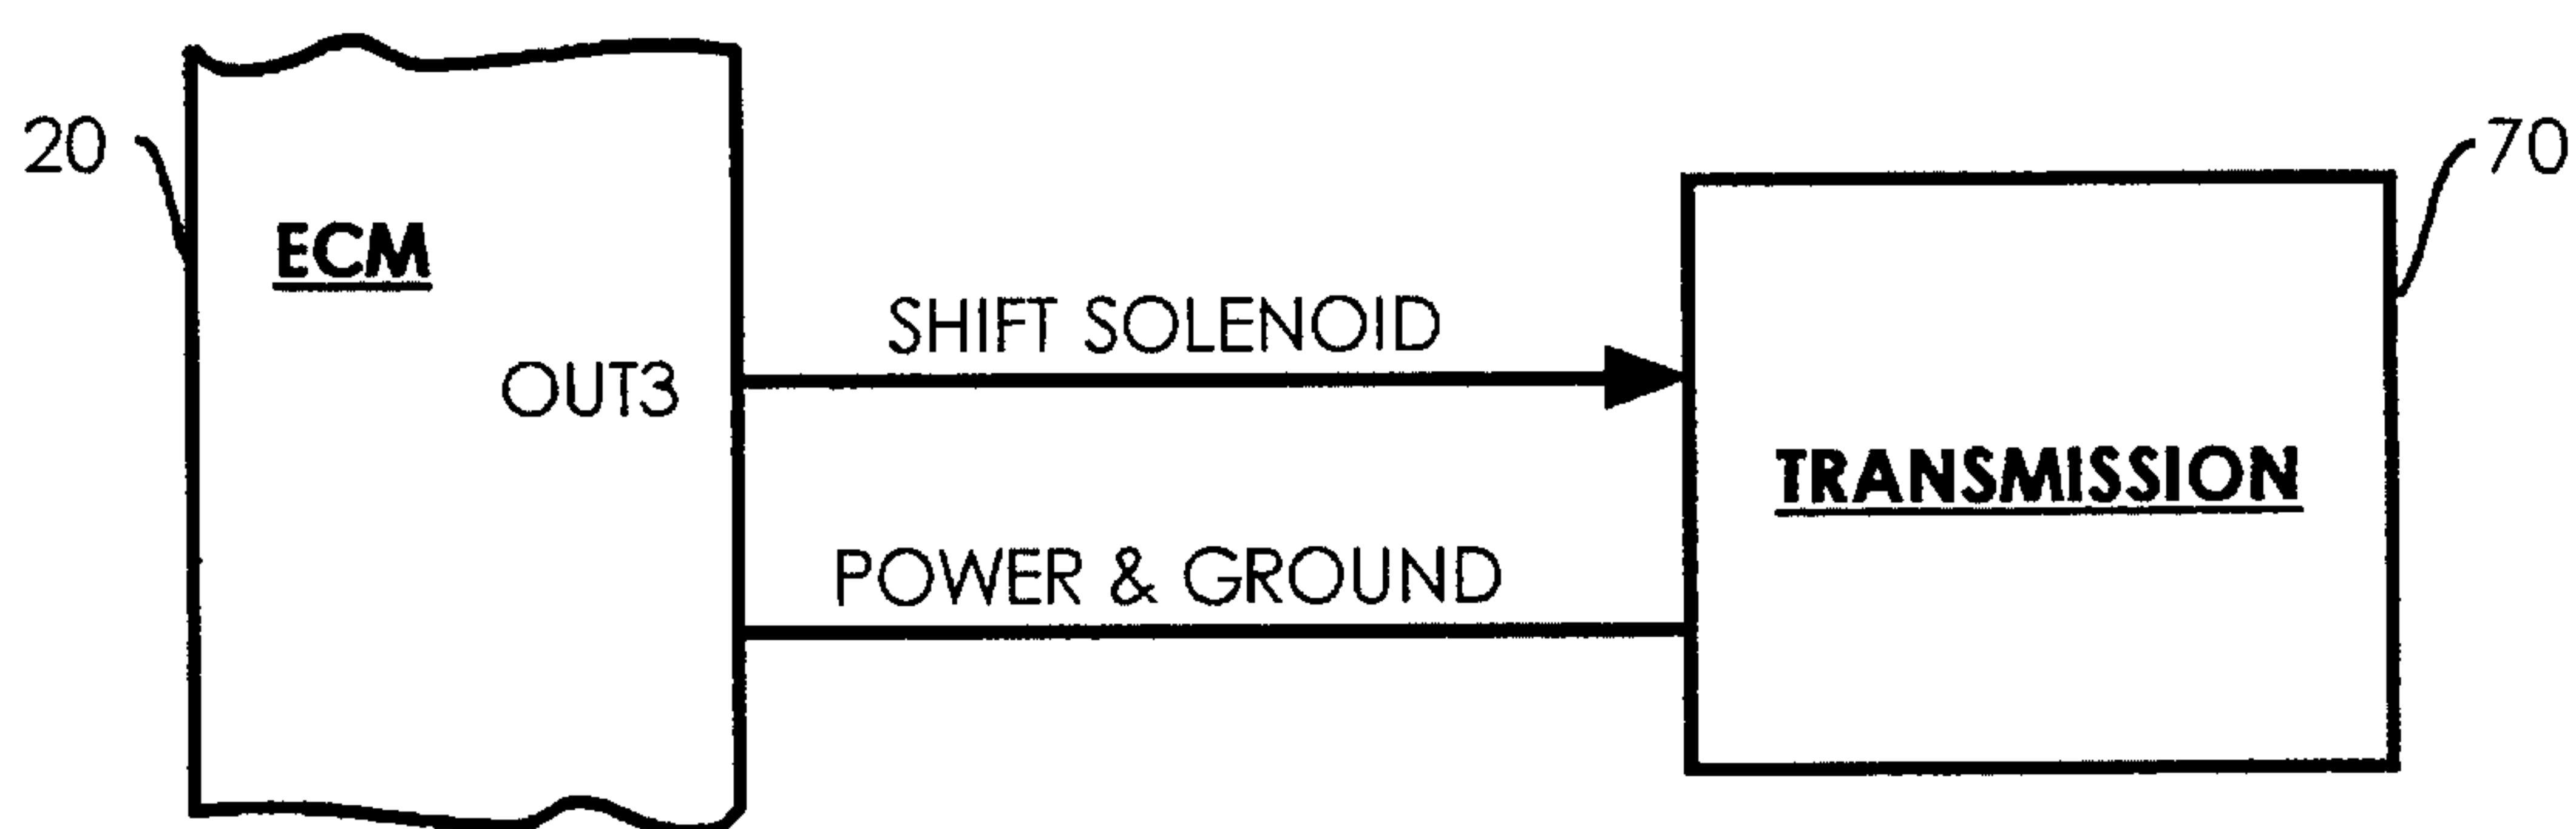 20
ECM
OUT3
SHIFT SOLENOID
POWER & GROUND
TRANSMISSION
70